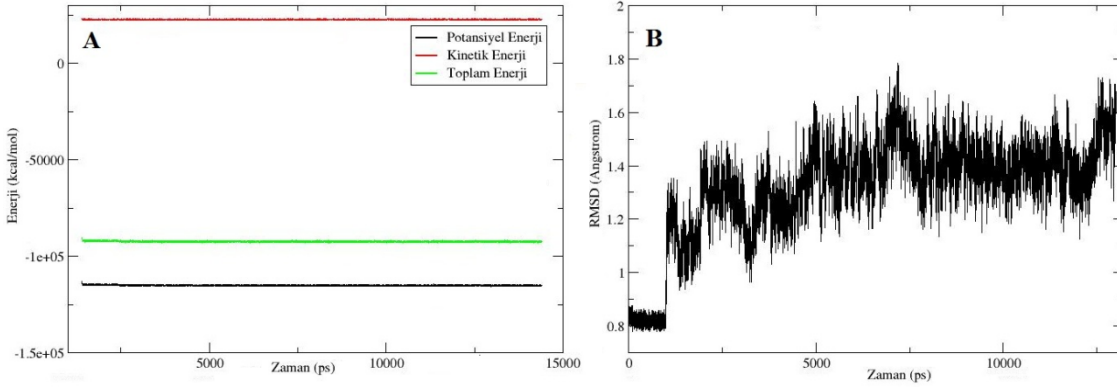 A
Potansiyel Enerji
Kinetik Enerji
Toplam Enerji
0
-50000
-1e+05
-1.5e+05
Enerji (kcal/mol)
5000
10000
15000
Zaman (ps)
B
2
1.8
1.6
1.4
1.2
1
0.8
RMSD (Angstrom)
0
5000
10000
Zaman (ps)